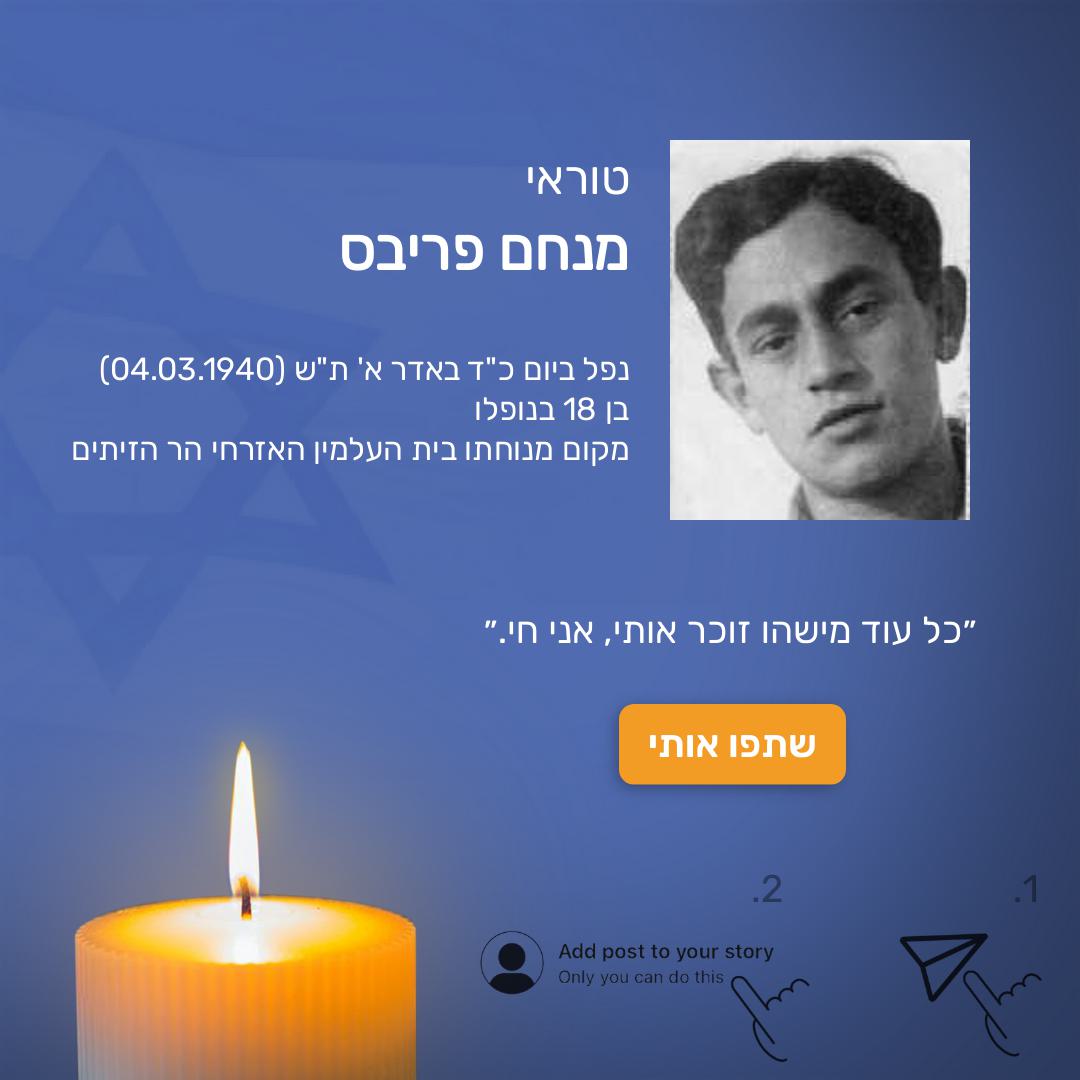 טוראי
מנחם פריבס
נפל ביום כ"ד באדר א' ת"ש (04.03.1940)
בן 18 בנופלו
מקום מנוחתו בית העלמין האזרחי הר הזיתים
״כל עוד מישהו זוכר אותי, אני חי.״
שתפו אותי
1.
2.
Add post to your story
Only you can do this